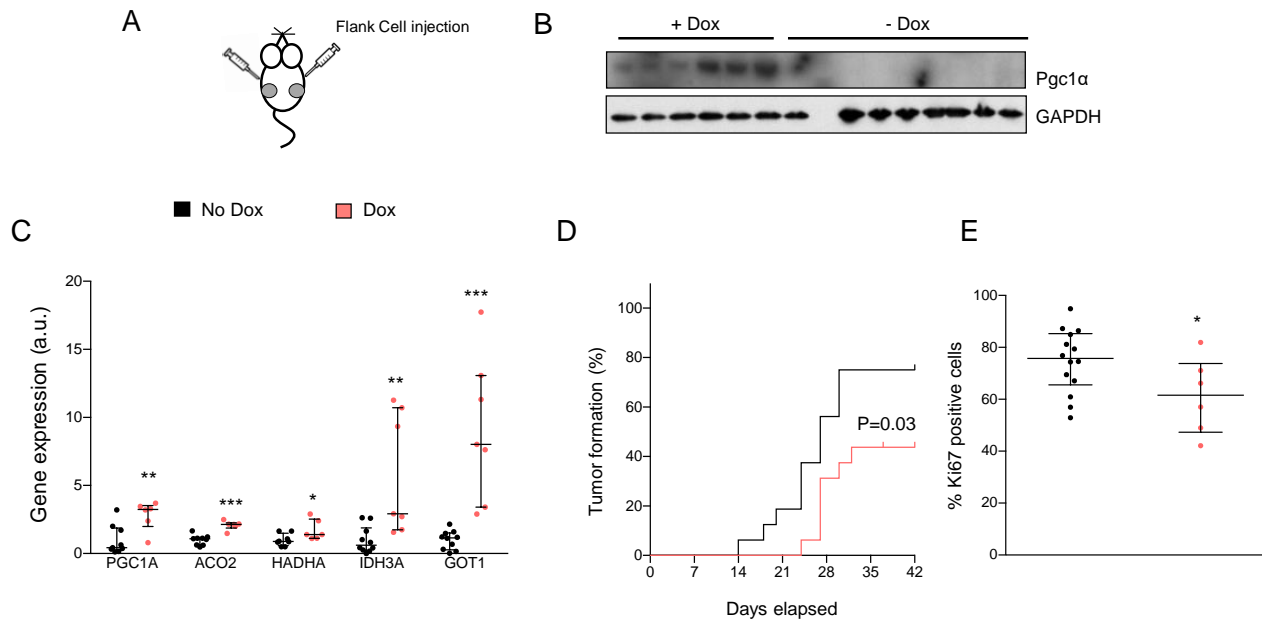 A
Flank Cell injection
B
+ Dox
- Dox
Pgc1α
GAPDH
No Dox
Dox
C
Gene expression (a.u.)
20
15
10
5
0
**
***
*
**
***
PGC1A
ACO2
HADHA
IDH3A
GOT1
D
Tumor formation (%)
100
80
60
40
20
0
P=0.03
0 7 14 21 28 35 42
Days elapsed
E
% Ki67 positive cells
100
80
60
40
20
0
*